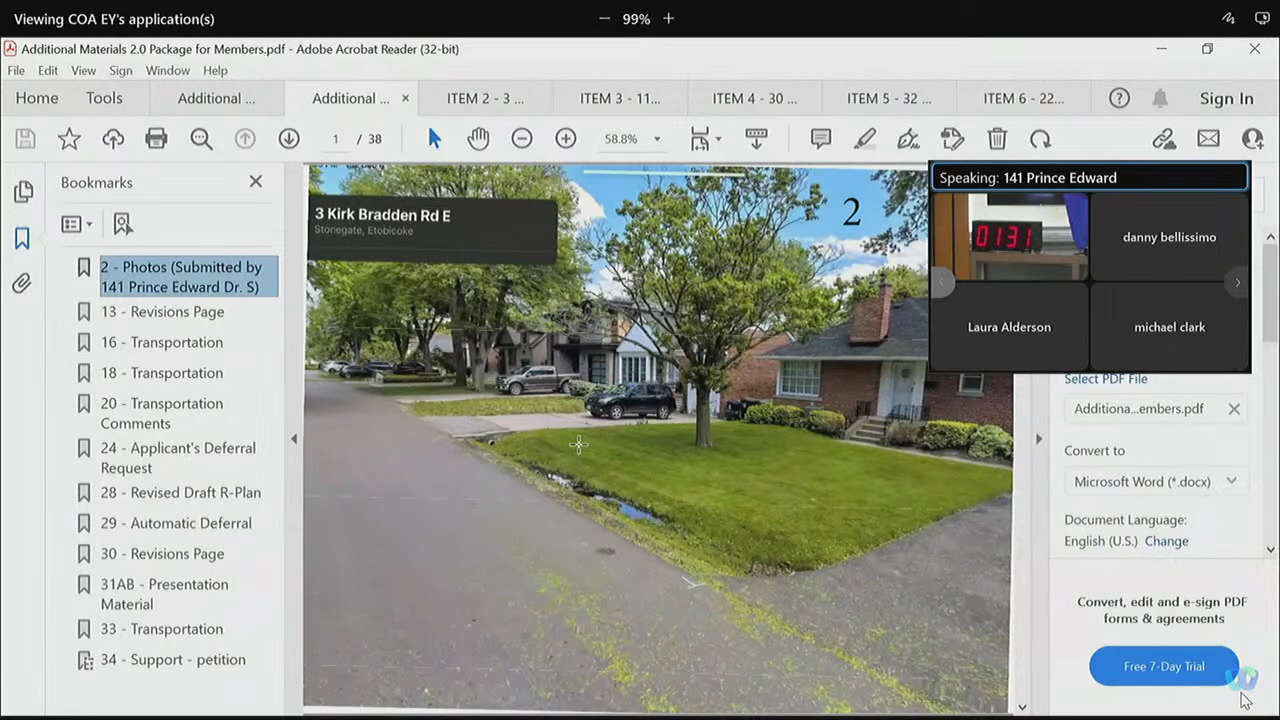 Viewing COA EY's application(s)
99%
Additional Materials 2.0 Package for Members.pdf - Adobe Acrobat Reader (32-bit)
File Edit View Sign Window Help
Home Tools Additional ... Additional ... ITEM 2 - 3 ... ITEM 3 - 11... ITEM 4 - 30 ... ITEM 5 - 32 ... ITEM 6 - 22... Sign In
1 / 38 58.8%
Bookmarks
2 - Photos (Submitted by
141 Prince Edward Dr. S)
13 - Revisions Page
16 - Transportation
18 - Transportation
20 - Transportation
Comments
24 - Applicant's Deferral
Request
28 - Revised Draft R-Plan
29 - Automatic Deferral
30 - Revisions Page
31AB - Presentation
Material
33 - Transportation
34 - Support - petition
3 Kirk Bradden Rd E
Stonegate, Etobicoke
2
Speaking: 141 Prince Edward
0131
danny bellissimo
Laura Alderson
michael clark
Select PDF File
Additiona...embers.pdf
Convert to
Microsoft Word (*.docx)
Document Language:
English (U.S.) Change
Convert, edit and e-sign PDF
forms & agreements
Free 7-Day Trial